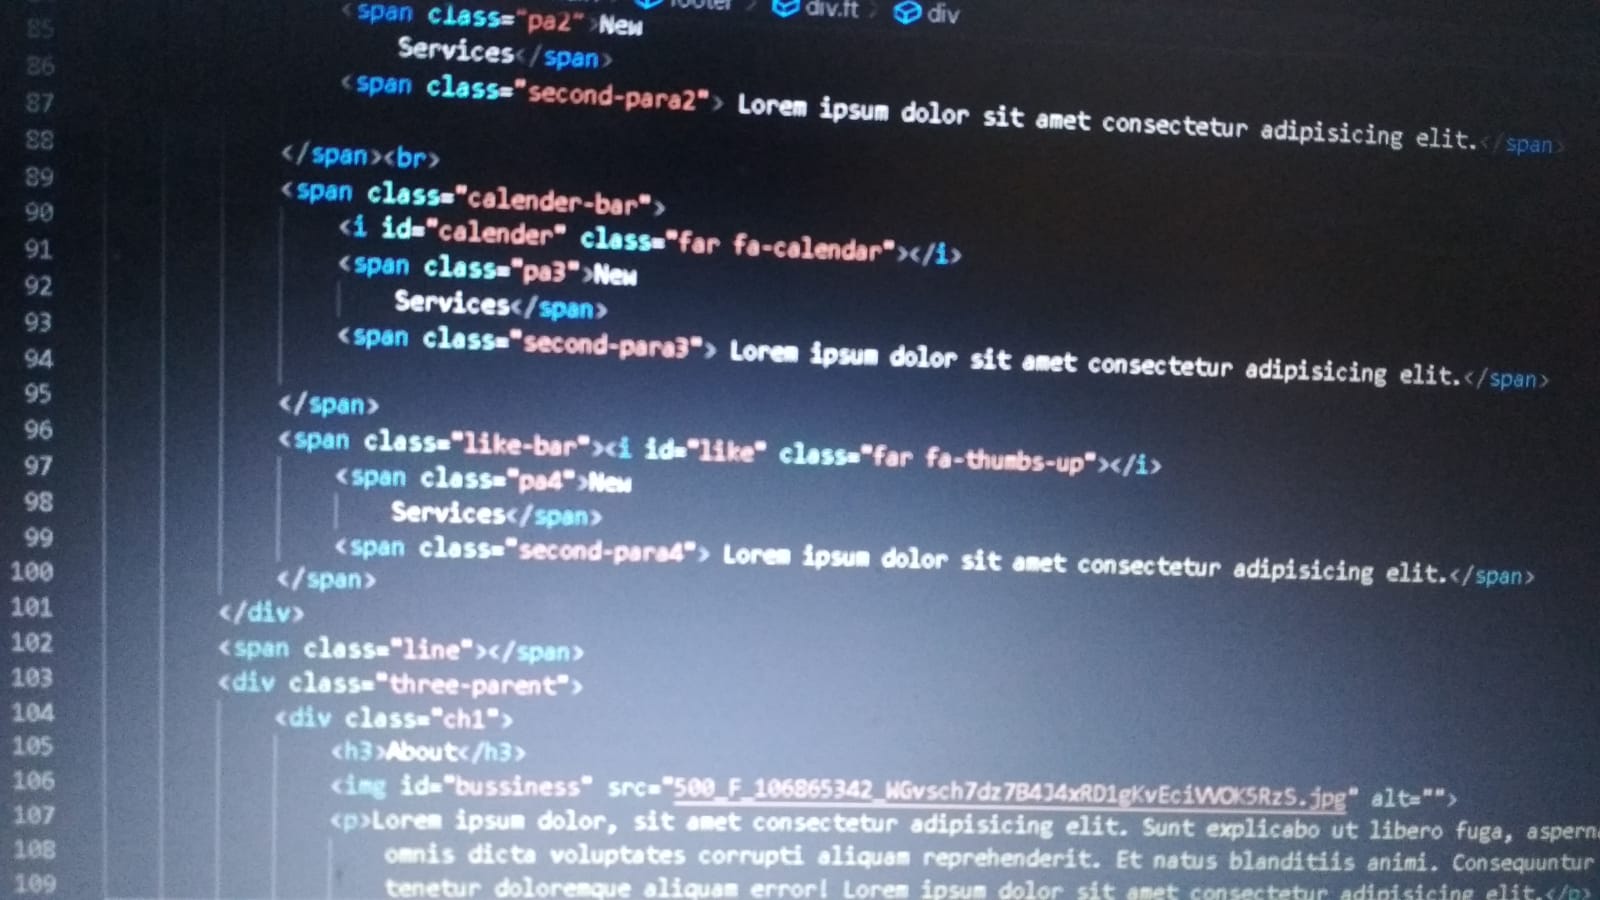 footer > div.ft > div
<span class="pa2">New
85 Services</span>
86 <span class="second-para2"> Lorem ipsum dolor sit amet consectetur adipisicing elit.</span>
87
88 </span><br>
89 <span class="calender-bar">
90 <i id="calender" class="far fa-calendar"></i>
91 <span class="pa3">New
92 Services</span>
93 <span class="second-para3"> Lorem ipsum dolor sit amet consectetur adipisicing elit.</span>
94
95 </span>
96 <span class="like-bar"><i id="like" class="far fa-thumbs-up"></i>
97 <span class="pa4">New
98 Services</span>
99 <span class="second-para4"> Lorem ipsum dolor sit amet consectetur adipisicing elit.</span>
100 </span>
101 </div>
102 <span class="line"></span>
103 <div class="three-parent">
104 <div class="ch1">
105 <h3>About</h3>
106 <img id="bussiness" src="500_F_106865342_WGvsch7dz7B4J4xRD1gKvEciVVOK5RzS.jpg" alt="">
107 <p>Lorem ipsum dolor, sit amet consectetur adipisicing elit. Sunt explicabo ut libero fuga, aspern
108 omnis dicta voluptates corrupti aliquam reprehenderit. Et natus blanditiis animi. Consequuntur
109 tenetur doloremque aliquam error! Lorem ipsum dolor sit amet consectetur adipisicing elit.</p>